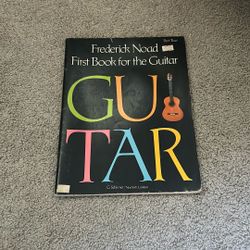 Frederick Noad
First Book for the Guitar
GUI
TAR